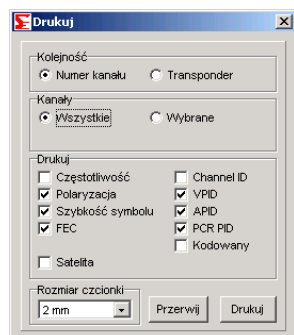 Drukuj
Kolejność
Numer kanału Transponder
Kanały
Wszystkie Wybrane
Drukuj
Częstotliwość Channel ID
Polaryzacja VPID
Szybkość symbolu APID
FEC PCR PID
Kodowany
Satelita
Rozmiar czcionki
2 mm Przerwij Drukuj